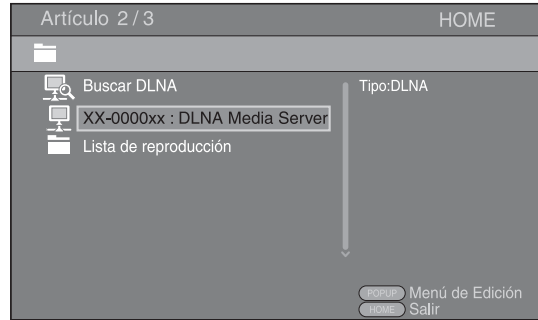 Artículo 2/3
HOME
Buscar DLNA
Tipo:DLNA
XX-0000xx : DLNA Media Server
Lista de reproducción
POPUP Menú de Edición
HOME Salir